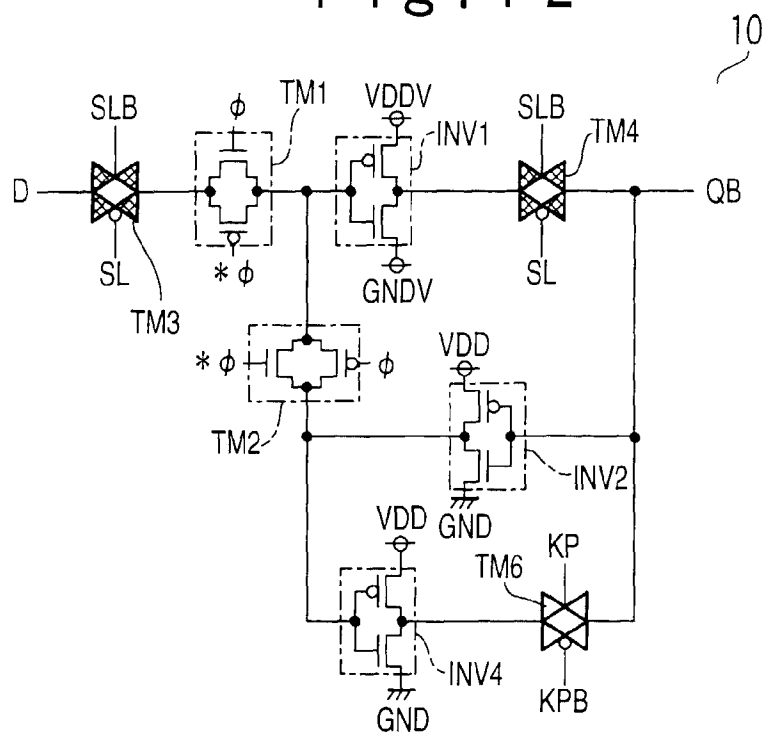 10
SLB
φ
TM1
VDDV
INV1
SLB
TM4
D
QB
SL
* φ
GNDV
SL
TM3
* φ
φ
VDD
TM2
INV2
GND
VDD
KP
TM6
INV4
GND
KPB